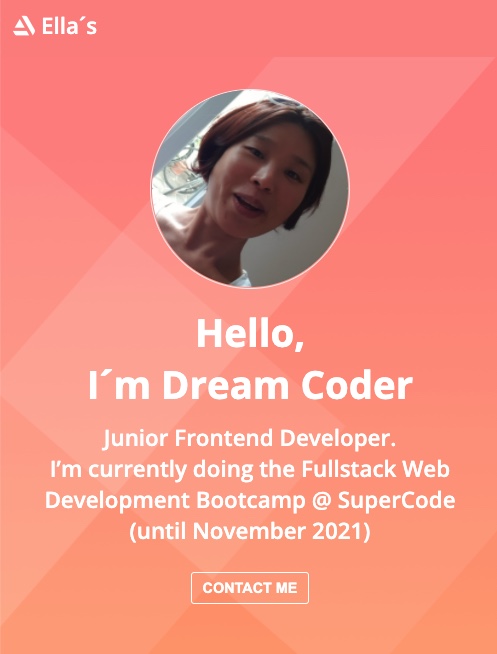 Ella´s
Hello,
I´m Dream Coder
Junior Frontend Developer.
I’m currently doing the Fullstack Web
Development Bootcamp @ SuperCode
(until November 2021)
CONTACT ME